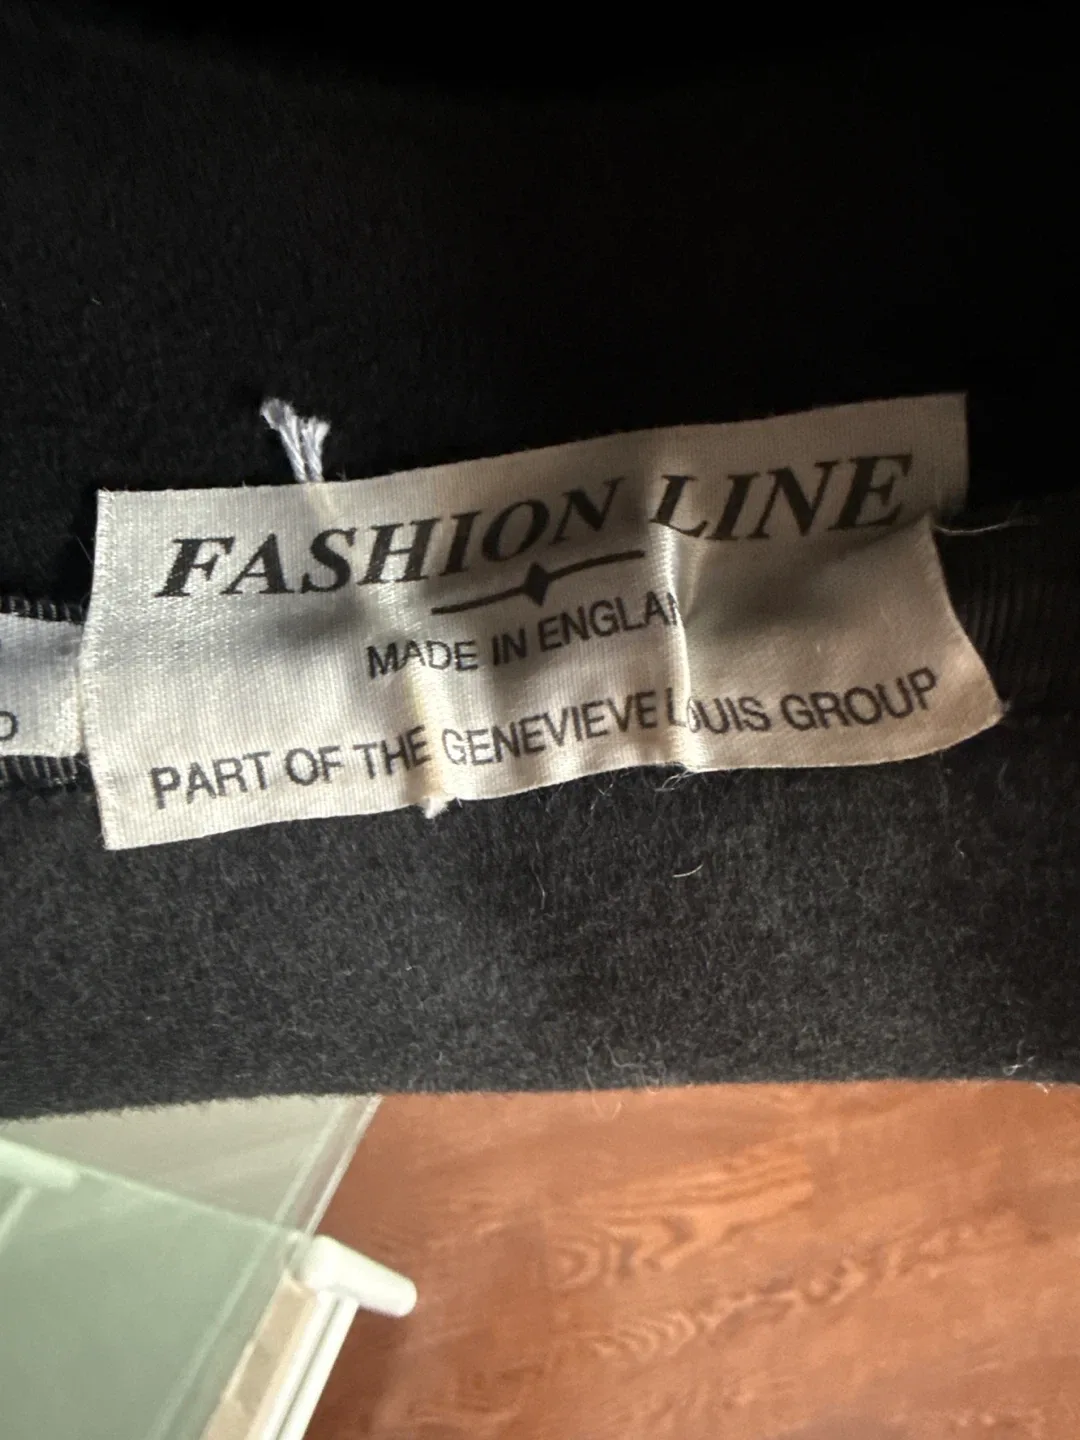 FASHION LINE
MADE IN ENGLAN
PART OF THE GENEVIEVE LOUIS GROUP